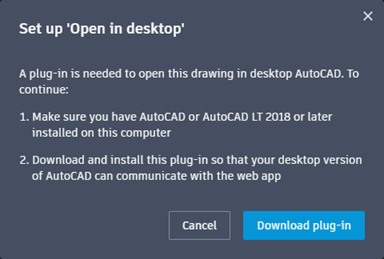 Set up 'Open in desktop'
A plug-in is needed to open this drawing in desktop AutoCAD. To
continue:
1. Make sure you have AutoCAD or AutoCAD LT 2018 or later
installed on this computer
2. Download and install this plug-in so that your desktop version
of AutoCAD can communicate with the web app
Cancel
Download plug-in